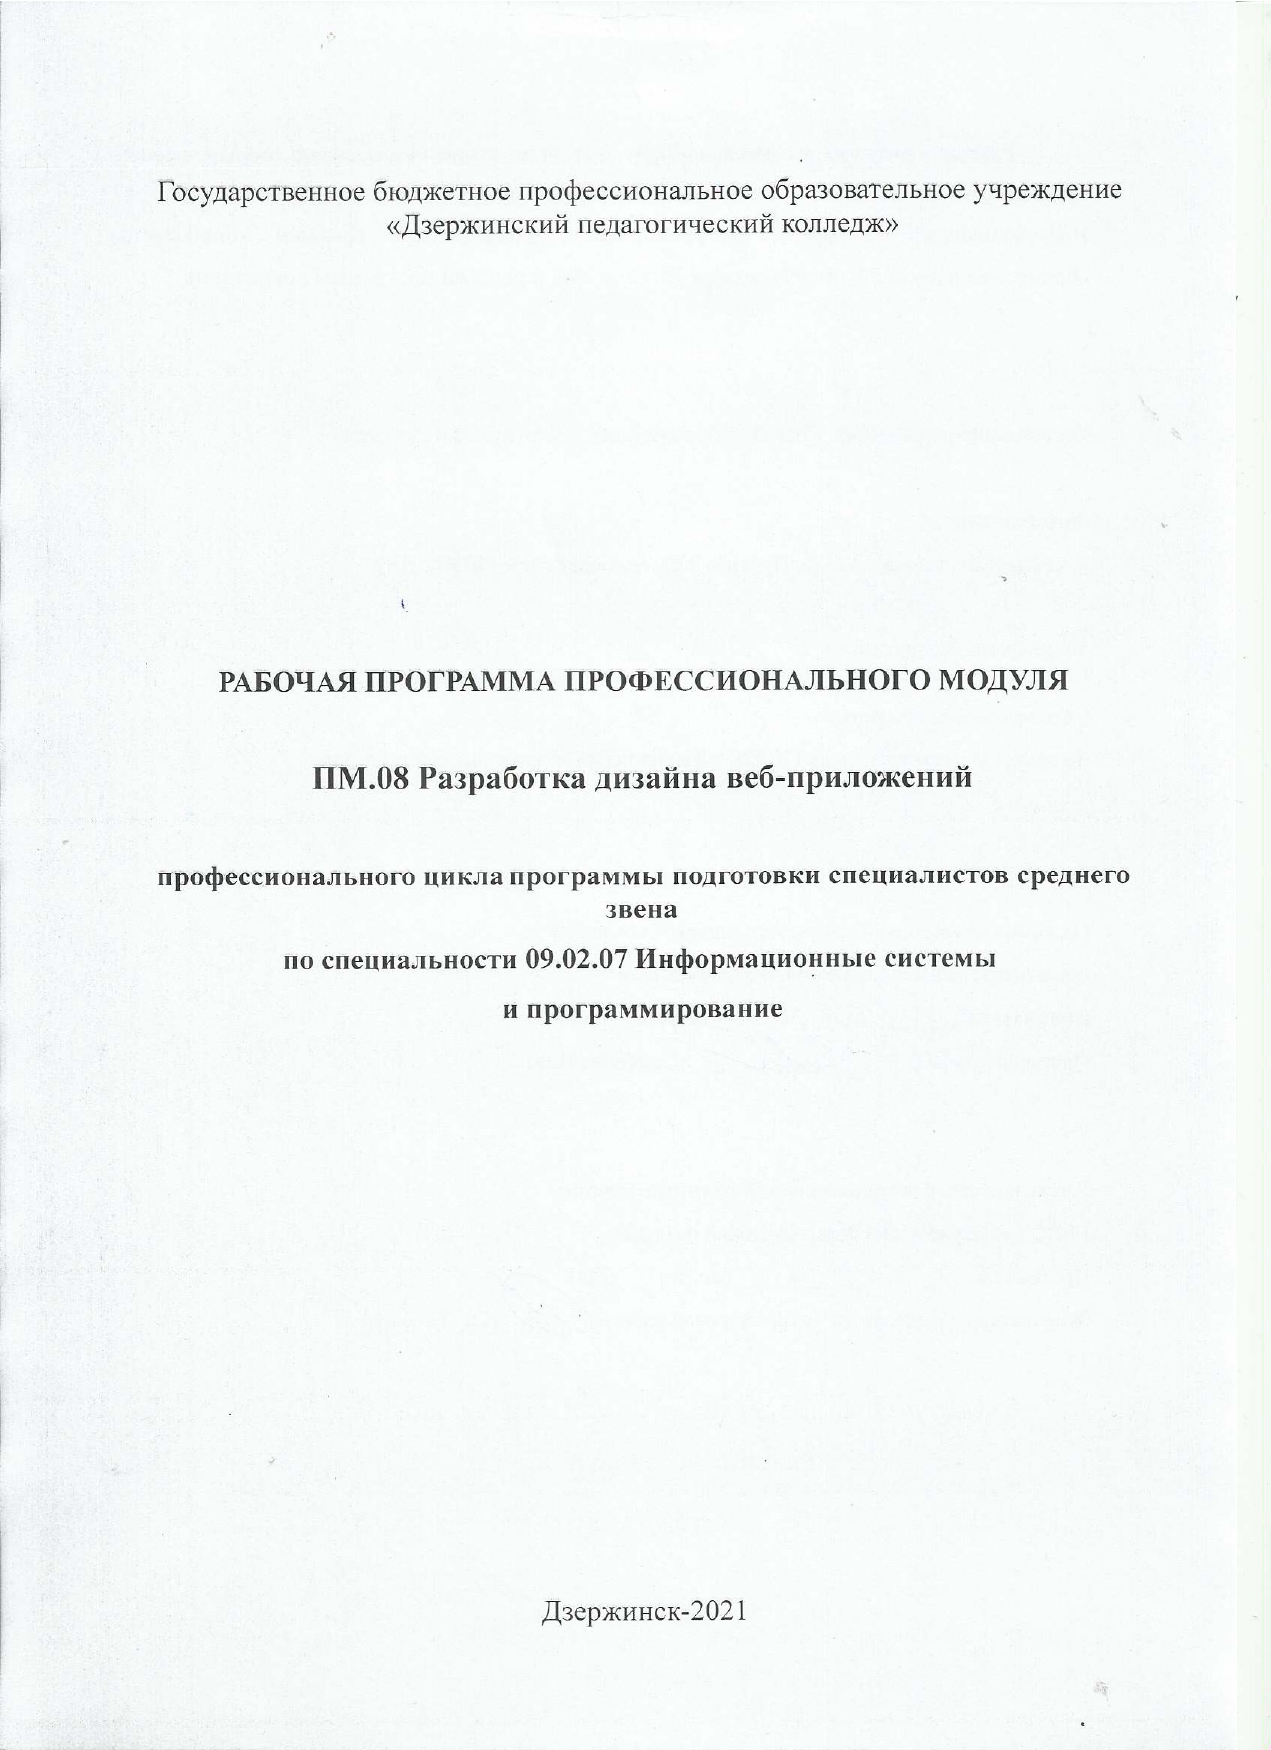 Государственное бюджетное профессиональное образовательное учреждение
«Дзержинский педагогический колледж»
РАБОЧАЯ ПРОГРАММА ПРОФЕССИОНАЛЬНОГО МОДУЛЯ
ПМ.08 Разработка дизайна веб-приложений
профессионального цикла программы подготовки специалистов среднего
звена
по специальности 09.02.07 Информационные системы
и программирование
Дзержинск-2021